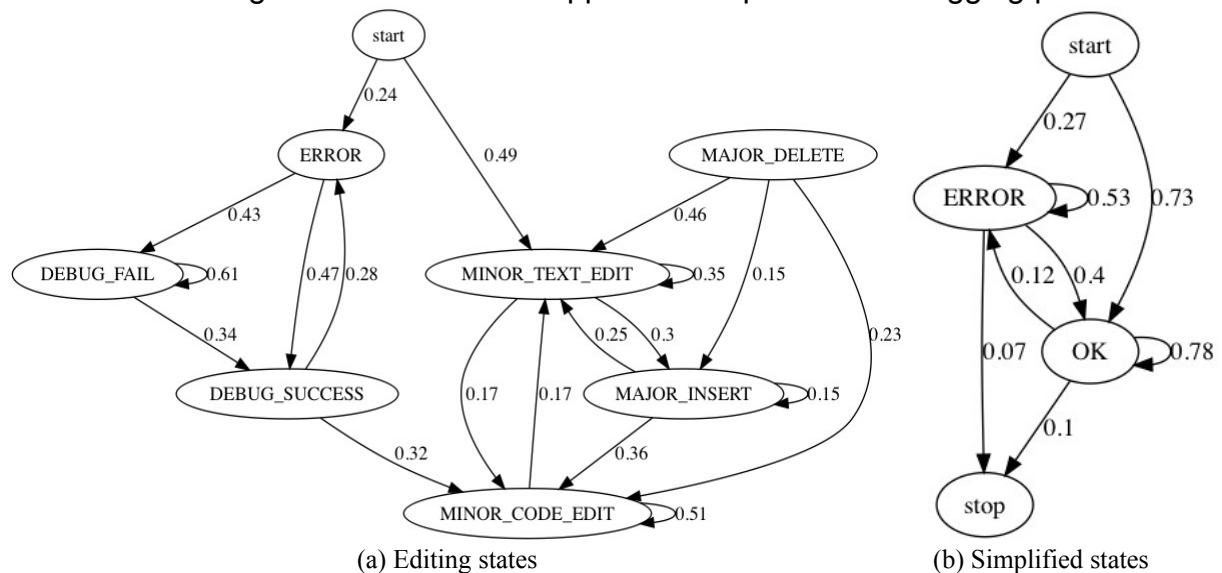 start
0.24
0.49
ERROR
MAJOR_DELETE
0.43
0.47
0.28
0.46
0.15
0.23
DEBUG_FAIL
0.61
MINOR_TEXT_EDIT
0.35
0.34
0.17
0.17
0.25
0.3
DEBUG_SUCCESS
MAJOR_INSERT
0.15
0.32
0.36
MINOR_CODE_EDIT
0.51
(a) Editing states
start
0.27
0.73
ERROR
0.53
0.12
0.4
0.07
OK
0.78
0.1
stop
(b) Simplified states